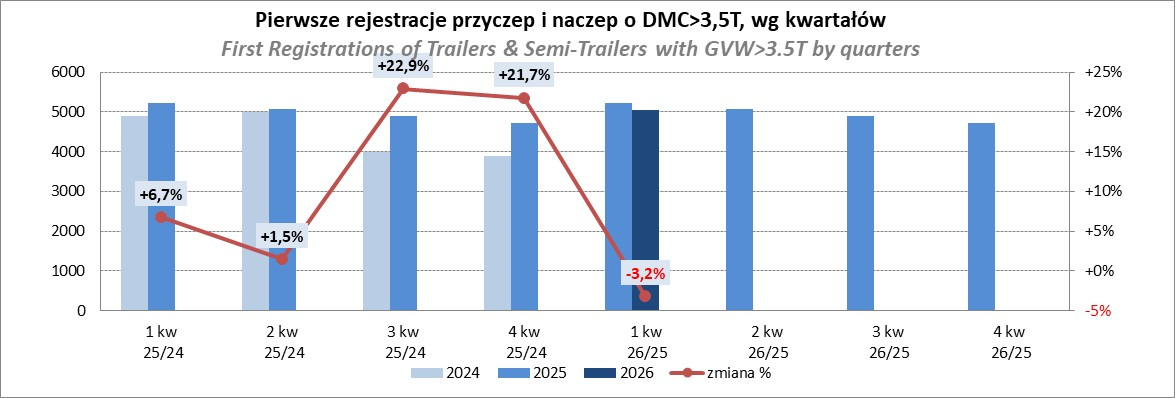 Pierwsze rejestracje przyczep i naczep o DMC>3,5T, wg kwartałów
First Registrations of Trailers & Semi-Trailers with GVW>3.5T by quarters
6000
5000
4000
3000
2000
1000
0
+25%
+20%
+15%
+10%
+5%
+0%
-5%
+6,7%
+1,5%
+22,9%
+21,7%
-3,2%
1 kw
25/24
2 kw
25/24
3 kw
25/24
4 kw
25/24
1 kw
26/25
2 kw
26/25
3 kw
26/25
4 kw
26/25
2024
2025
2026
zmiana %